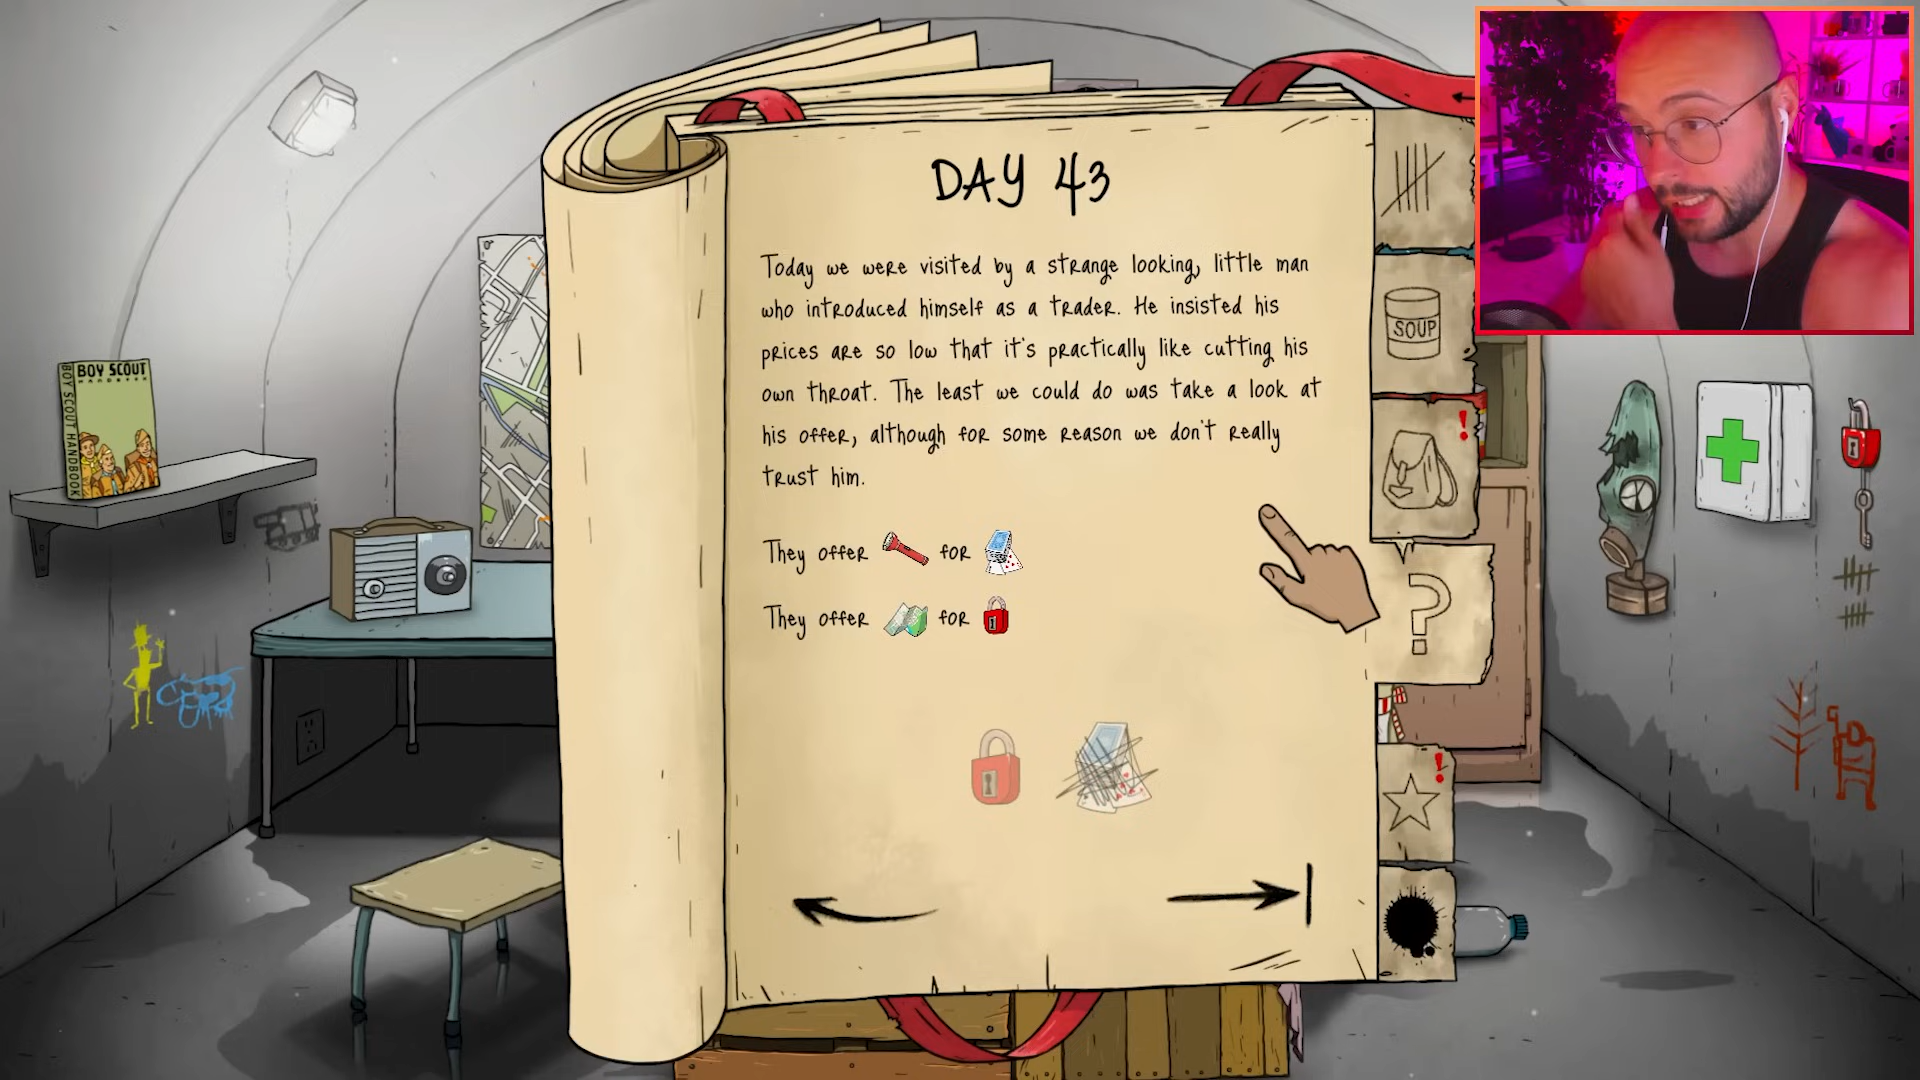 DAY 43
Today we were visited by a strange looking, little man
who introduced himself as a trader. He insisted his
prices are so low that it's practically like cutting his
own throat. The least we could do was take a look at
his offer, although for some reason we don't really
trust him.
They offer for
They offer for
SOUP
!
?
!
BOY SCOUT
HANDBOOK
BOY SCOUT HANDBOOK